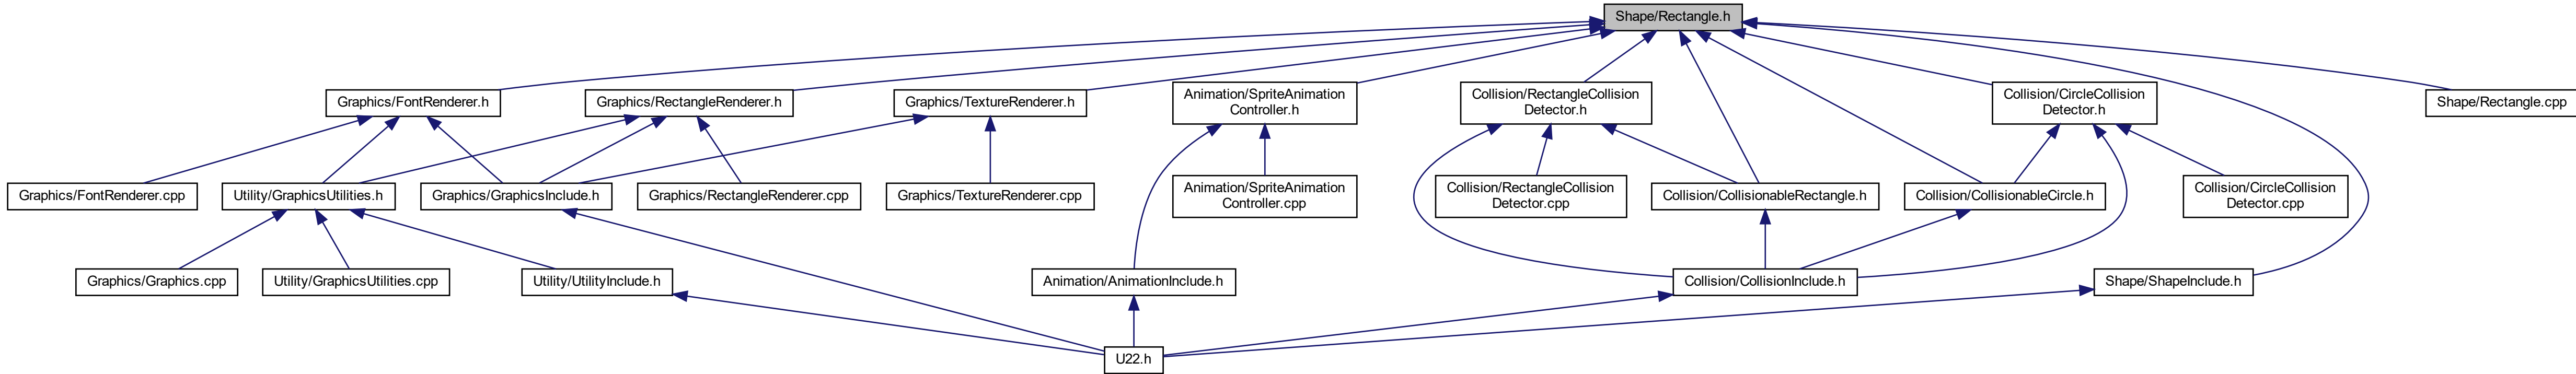 Shape/Rectangle.h
Graphics/FontRenderer.h
Graphics/RectangleRenderer.h
Graphics/TextureRenderer.h
Animation/SpriteAnimation
Controller.h
Collision/RectangleCollision
Detector.h
Collision/CircleCollision
Detector.h
Shape/Rectangle.cpp
Graphics/FontRenderer.cpp
Utility/GraphicsUtilities.h
Graphics/GraphicsInclude.h
Graphics/RectangleRenderer.cpp
Graphics/TextureRenderer.cpp
Animation/SpriteAnimation
Controller.cpp
Collision/RectangleCollision
Detector.cpp
Collision/CollisionableRectangle.h
Collision/CollisionableCircle.h
Collision/CircleCollision
Detector.cpp
Graphics/Graphics.cpp
Utility/GraphicsUtilities.cpp
Utility/UtilityInclude.h
Animation/AnimationInclude.h
Collision/CollisionInclude.h
Shape/ShapeInclude.h
U22.h